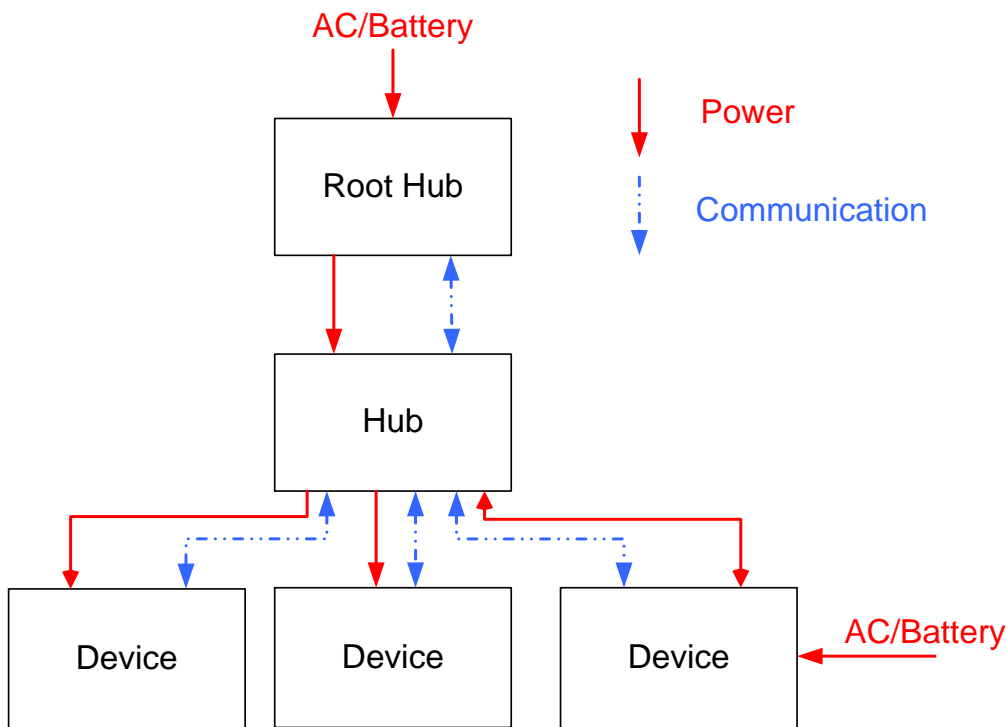 AC/Battery
Power
Root Hub
Communication
Hub
Device
Device
Device
AC/Battery